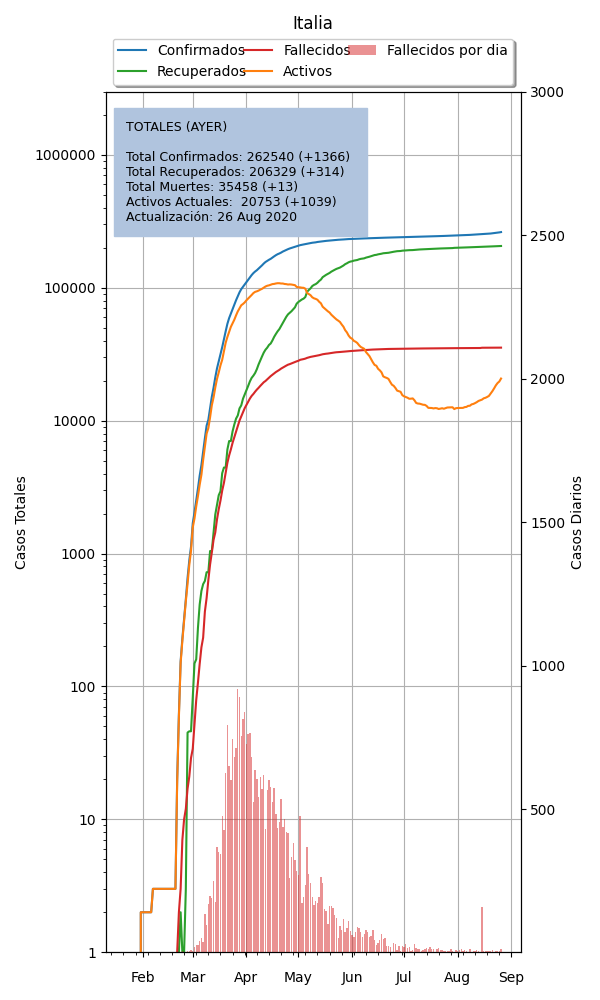 Italia
Confirmados Fallecidos Fallecidos por dia
Recuperados Activos
TOTALES (AYER)
Total Confirmados: 262540 (+1366)
Total Recuperados: 206329 (+314)
Total Muertes: 35458 (+13)
Activos Actuales:  20753 (+1039)
Actualización: 26 Aug 2020
1000000
100000
10000
1000
100
10
1
Casos Totales
3000
2500
2000
1500
1000
500
Casos Diarios
Feb Mar Apr May Jun Jul Aug Sep